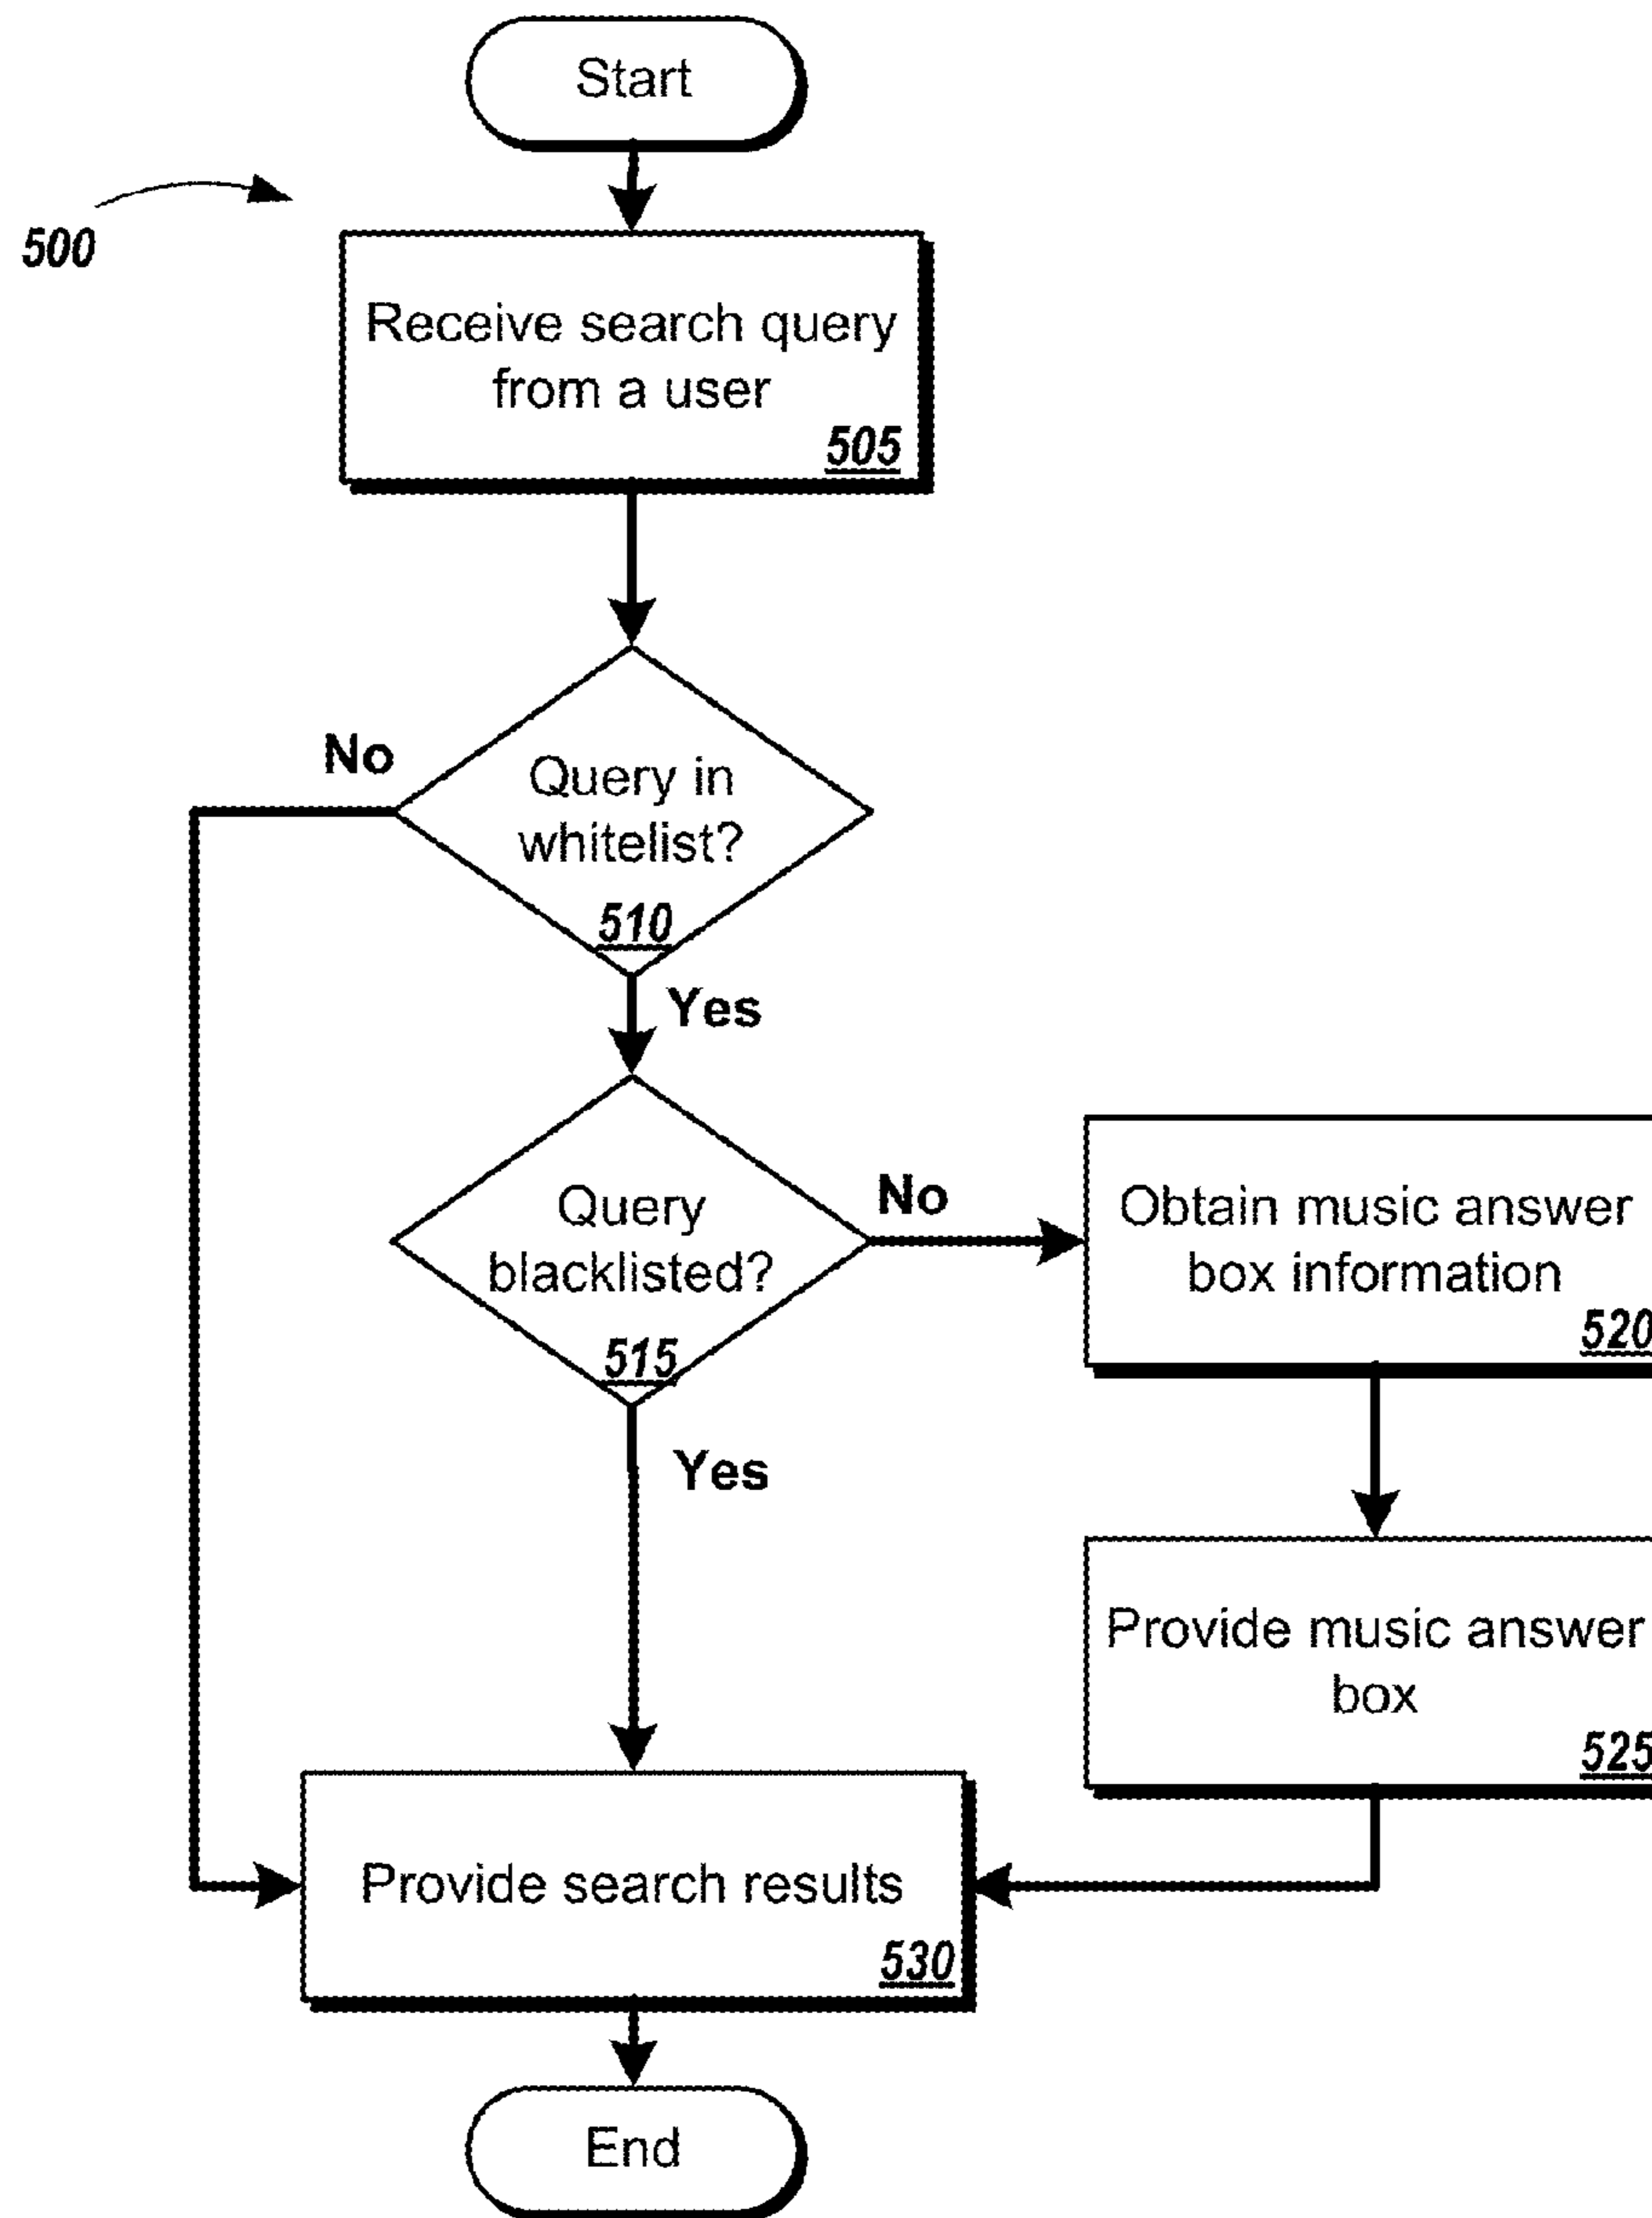 Start
500
Receive search query
from a user
505
No
Query in
whitelist?
510
Yes
Query
blacklisted?
515
No
Obtain music answer
box information
520
Yes
Provide music answer
box
525
Provide search results
530
End